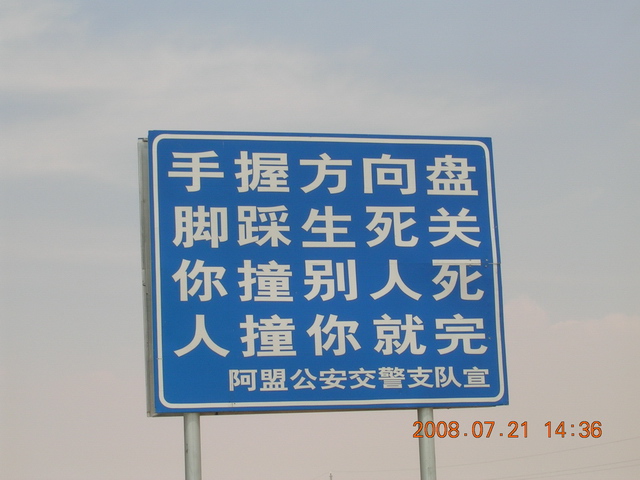 手握方向盘
脚踩生死关
你撞别人死
人撞你就完
阿盟公安交警支队宣
2008.07.21 14:36